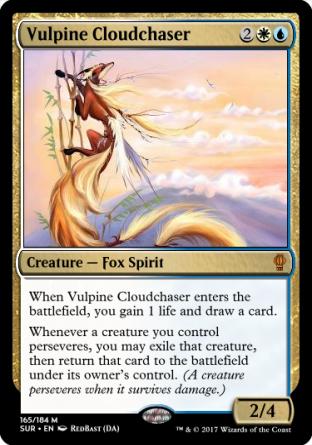 Vulpine Cloudchaser 2
Creature — Fox Spirit
When Vulpine Cloudchaser enters the
battlefield, you gain 1 life and draw a card.
Whenever a creature you control
perseveres, you may exile that creature,
then return that card to the battlefield
under its owner's control. (A creature
perseveres when it survives damage.)
2/4
165/184 M
SUR • EN REDBAST (DA)
™ & © 2017 Wizards of the Coast